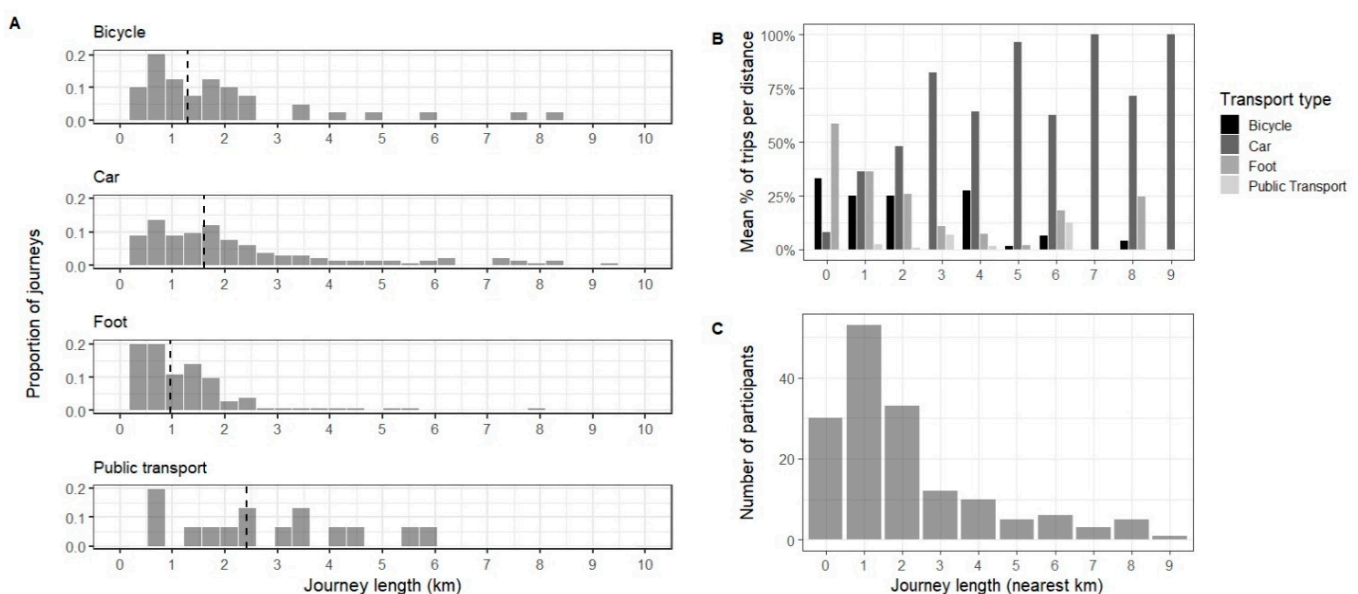 A
Bicycle
0.2
0.1
0.0
0 1 2 3 4 5 6 7 8 9 10
Car
0.2
0.1
0.0
0 1 2 3 4 5 6 7 8 9 10
Foot
0.2
0.1
0.0
0 1 2 3 4 5 6 7 8 9 10
Public transport
0.2
0.1
0.0
0 1 2 3 4 5 6 7 8 9 10
Proportion of journeys
Journey length (km)
B
100%
75%
50%
25%
0%
0 1 2 3 4 5 6 7 8 9
Mean % of trips per distance
Transport type
Bicycle
Car
Foot
Public Transport
C
40
20
0
0 1 2 3 4 5 6 7 8 9
Number of participants
Journey length (nearest km)